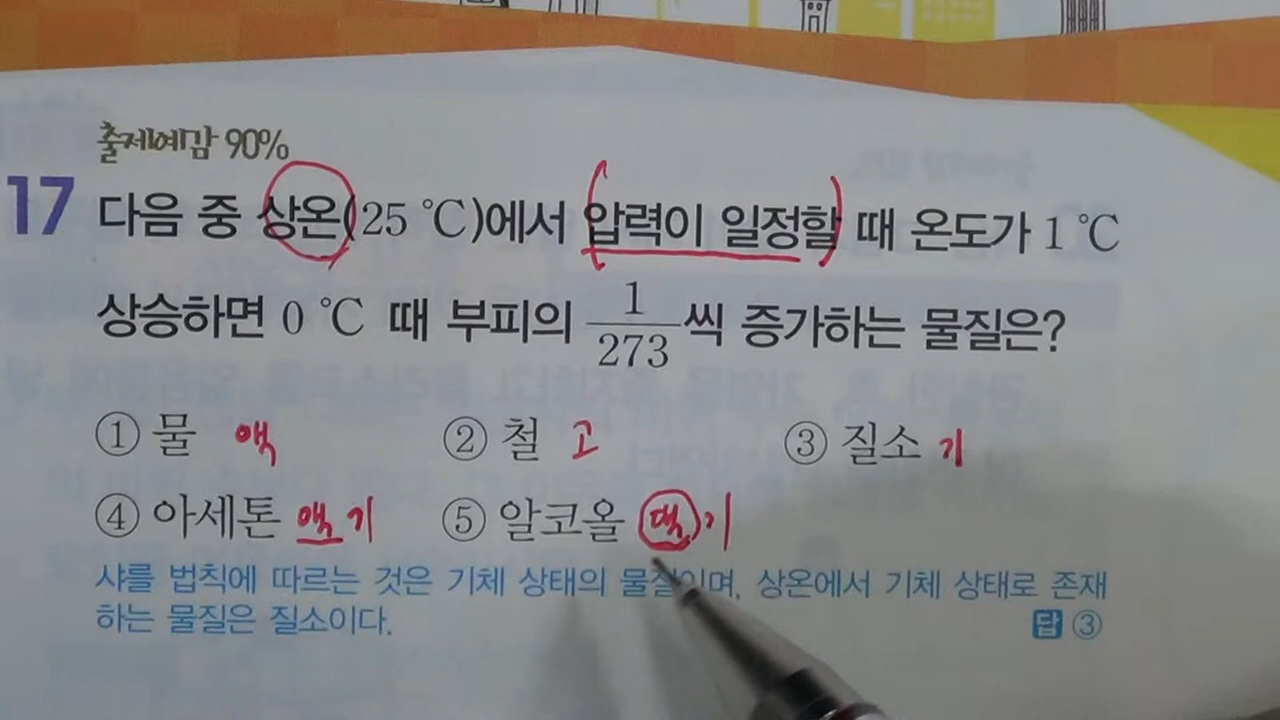 출제예감 90%
17 다음 중 상온(25 ℃)에서 압력이 일정할 때 온도가 1 ℃
상승하면 0 ℃ 때 부피의 1/273씩 증가하는 물질은?
① 물 액 ② 철 고 ③ 질소 기
④ 아세톤 액 기 ⑤ 알코올 액 기
샤를 법칙에 따르는 것은 기체 상태의 물질이며, 상온에서 기체 상태로 존재
하는 물질은 질소이다. 답 ③